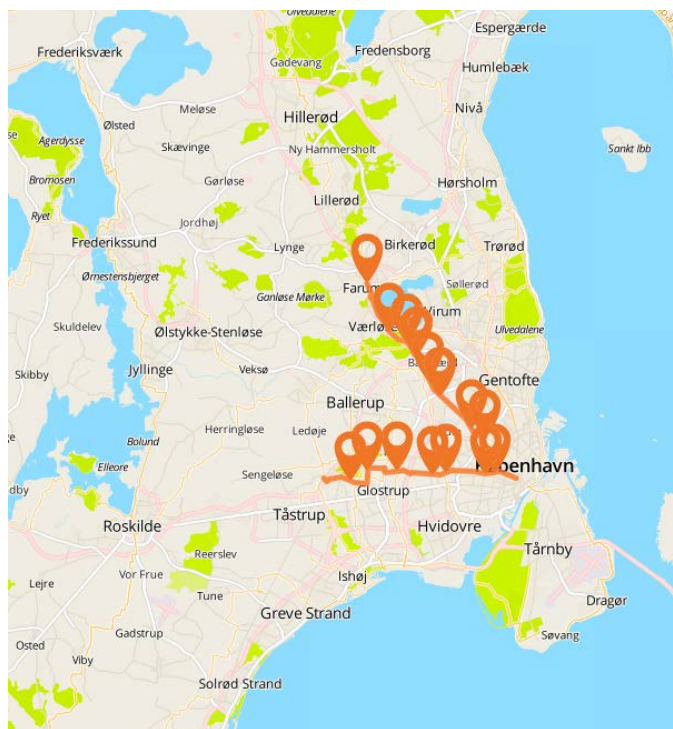 Ulvedalene
Espergærde
Frederiksværk
Fredensborg
Gadevang
Humlebæk
Meløse
Nivå
Hillerød
Ølsted
Agerdysse
Skævinge
Ny Hammersholt
Sankt Ibb
Bromosen
Gørløse
Hørsholm
Lillerød
Ryet
Jordhøj
Frederikssund
Lynge
Birkerød
Trørød
Ørnestensbjerget
Farum
Søllerød
Ganløse Mørke
Virum
Skuldelev
Ølstykke-Stenløse
Værløse
Ulvedalene
Skibby
Jyllinge
Veksø
Gentofte
Ballerup
Herringløse
Ledøje
Bolund
Elleore
Sengeløse
København
Glostrup
Roskilde
Tåstrup
Hvidovre
Reerslev
Tårnby
Lejre
Vor Frue
Ishøj
Tune
Dragør
Greve Strand
Gadstrup
Søvang
Osted
Viby
Solrød Strand